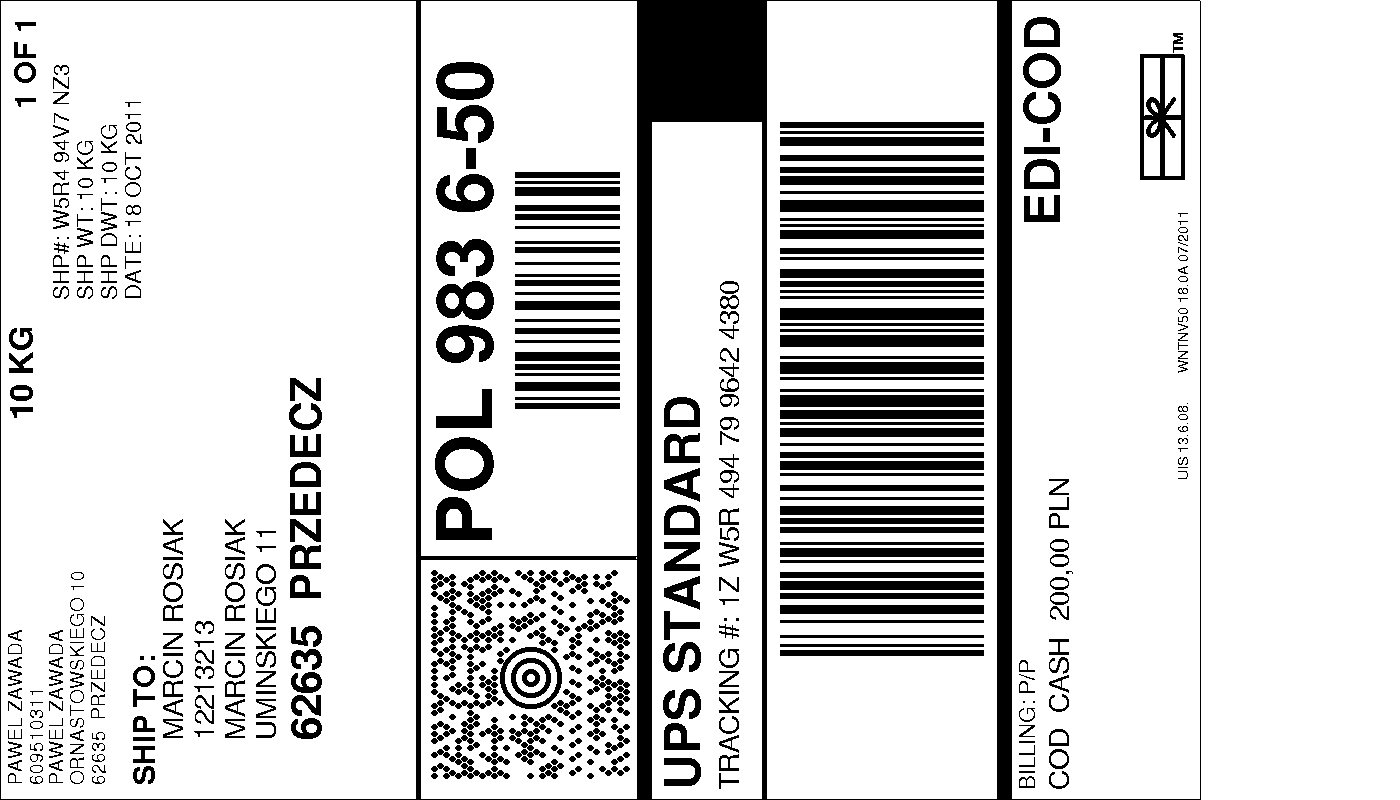 PAWEL ZAWADA
609510311
PAWEL ZAWADA
ORNASTOWSKIEGO 10
62635 PRZEDECZ
10 KG
1 OF 1
SHP#: W5R4 94V7 NZ3
SHP WT: 10 KG
SHP DWT: 10 KG
DATE: 18 OCT 2011
SHIP TO:
MARCIN ROSIAK
12213213
MARCIN ROSIAK
UMINSKIEGO 11
62635 PRZEDECZ
POL 983 6-50
UPS STANDARD
TRACKING #: 1Z W5R 494 79 9642 4380
BILLING: P/P
COD CASH 200,00 PLN
EDI-COD
TM
UIS 13.6.08. WNTNV50 18.0A 07/2011